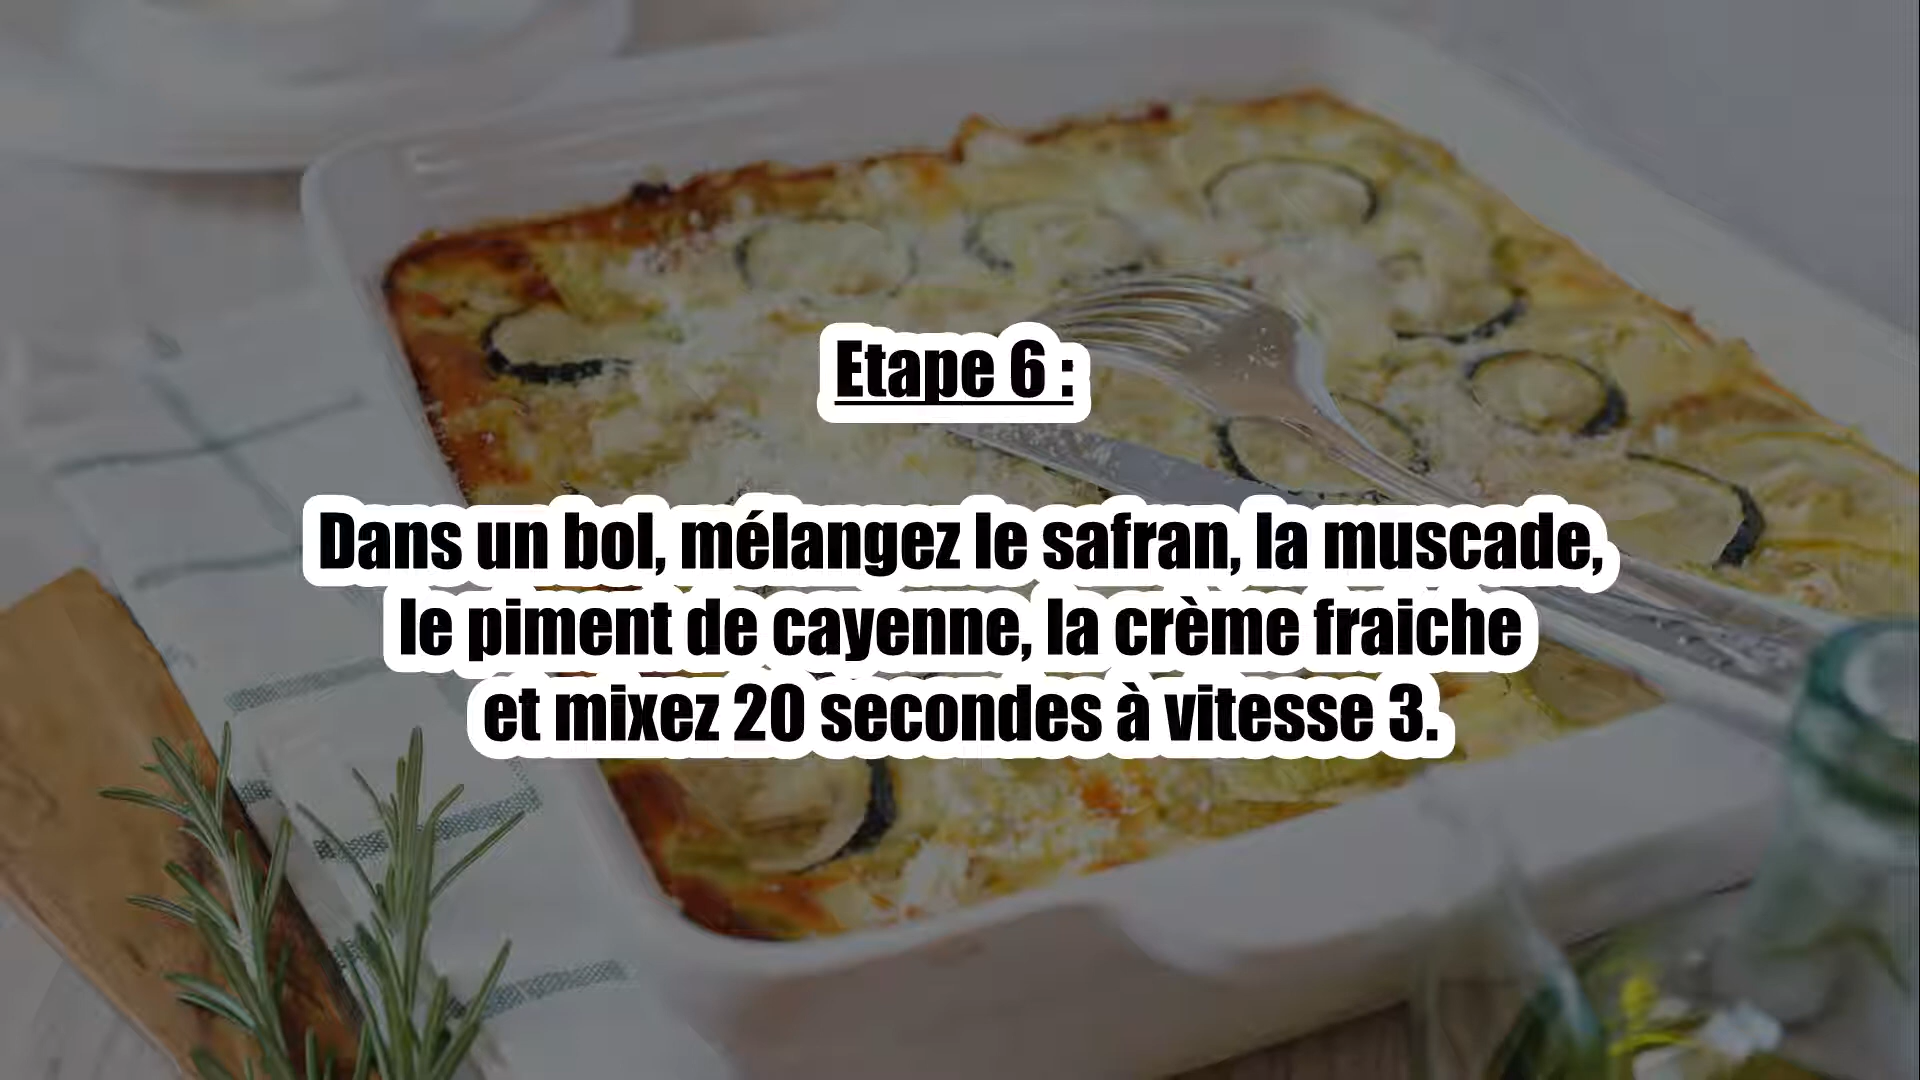 Etape 6 :
Dans un bol, mélangez le safran, la muscade,
le piment de cayenne, la crème fraiche
et mixez 20 secondes à vitesse 3.